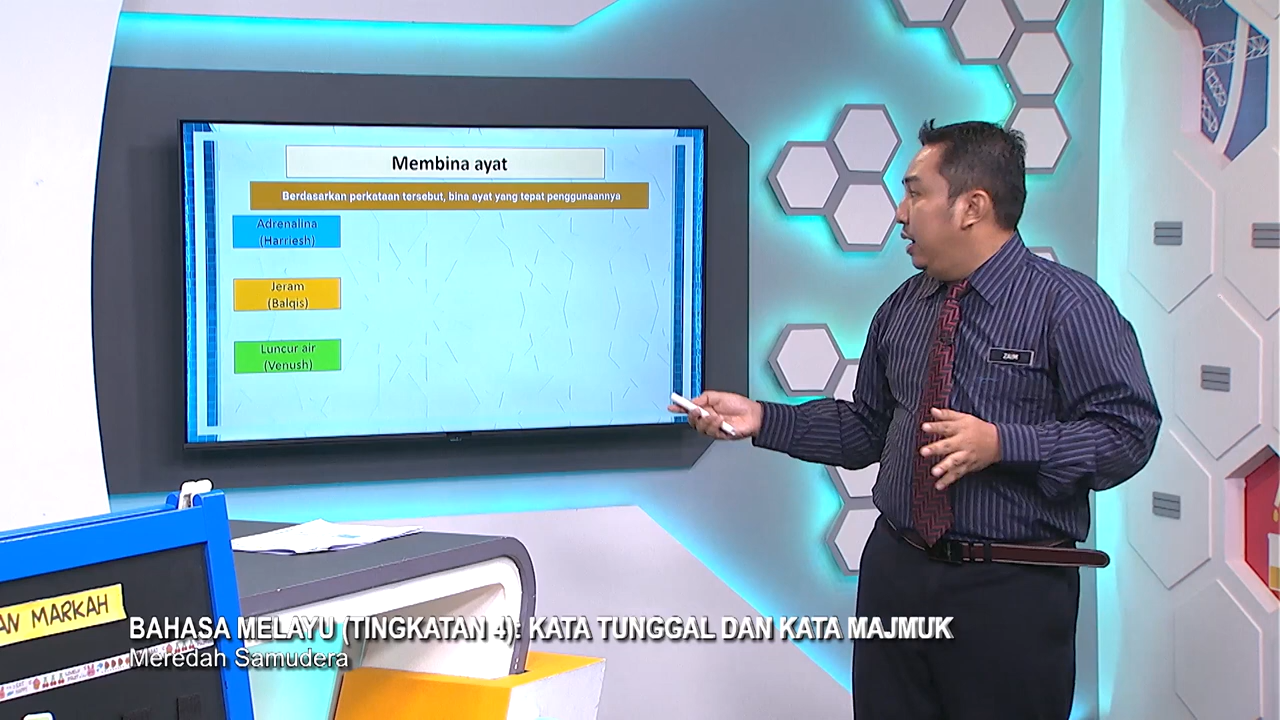 Membina ayat
Berdasarkan perkataan tersebut, bina ayat yang tepat penggunaannya
Adrenalina
(Harriesh)
Jeram
(Balqis)
Luncur air
(Venush)
ZAIM
AN MARKAH
BAHASA MELAYU (TINGKATAN 4): KATA TUNGGAL DAN KATA MAJMUK
Meredah Samudera